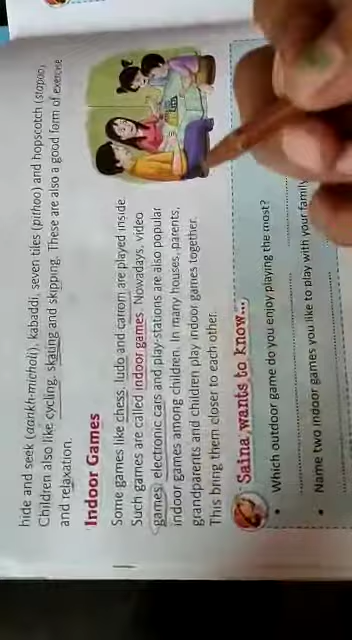 hide and seek (aankh-micholi), kabaddi, seven tiles (pithoo) and hopscotch (stapoo).
Children also like cycling, skating and skipping. These are also a good form of exercise
and relaxation.
Indoor Games
Some games like chess, ludo and carrom are played inside
Such games are called indoor games. Nowadays, video
games, electronic cars and play-stations are also popular
indoor games among children. In many houses, parents,
grandparents and children play indoor games together.
This bring them closer to each other.
Saina wants to know...
• Which outdoor game do you enjoy playing the most?
• Name two indoor games you like to play with your family